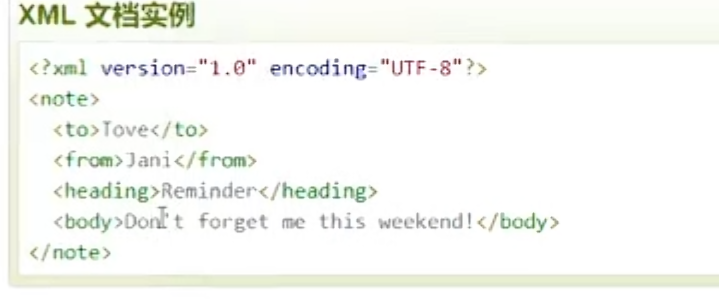 XML 文档实例
<?xml version="1.0" encoding="UTF-8"?>
<note>
<to>Tove</to>
<from>Jani</from>
<heading>Reminder</heading>
<body>Don't forget me this weekend!</body>
</note>